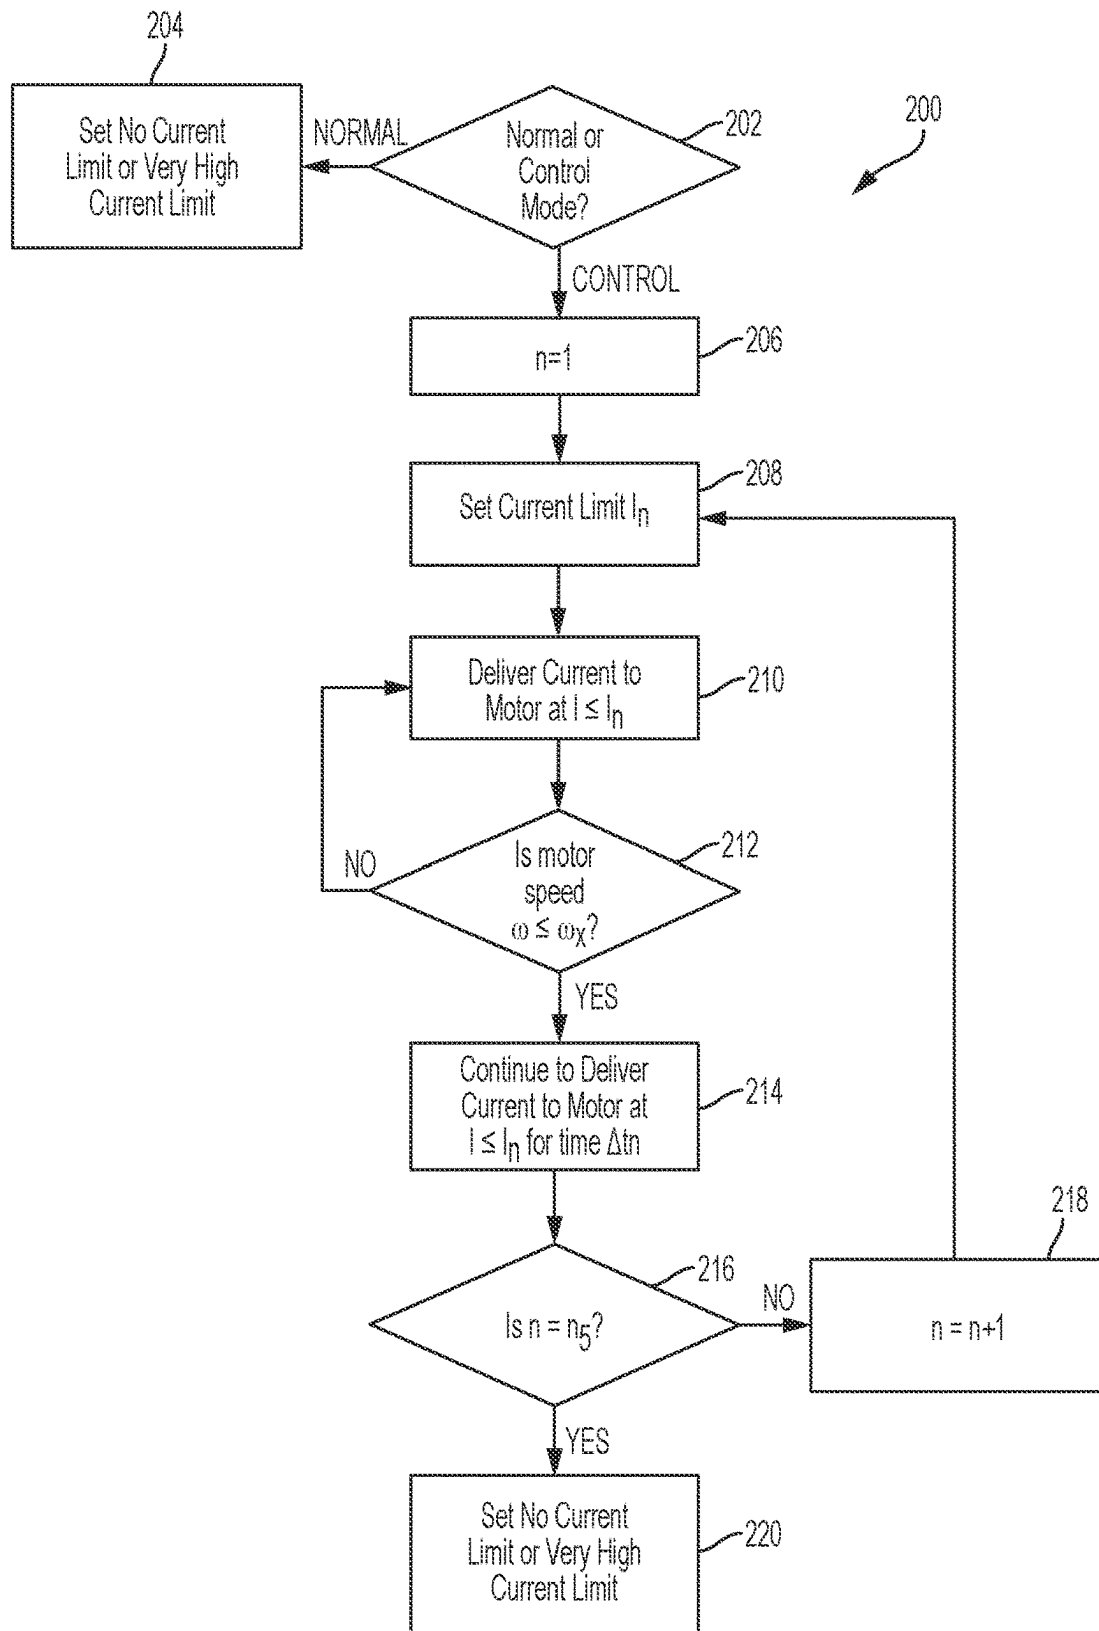 204
Set No Current
Limit or Very High
Current Limit
NORMAL
Normal or
Control
Mode?
202
200
CONTROL
n=1
206
Set Current Limit Iₙ
208
Deliver Current to
Motor at I ≤ Iₙ
210
NO
Is motor
speed
ω ≤ ωₓ?
212
YES
Continue to Deliver
Current to Motor at
I ≤ Iₙ for time Δtn
214
Is n = n₅?
216
NO
218
n = n+1
YES
Set No Current
Limit or Very High
Current Limit
220